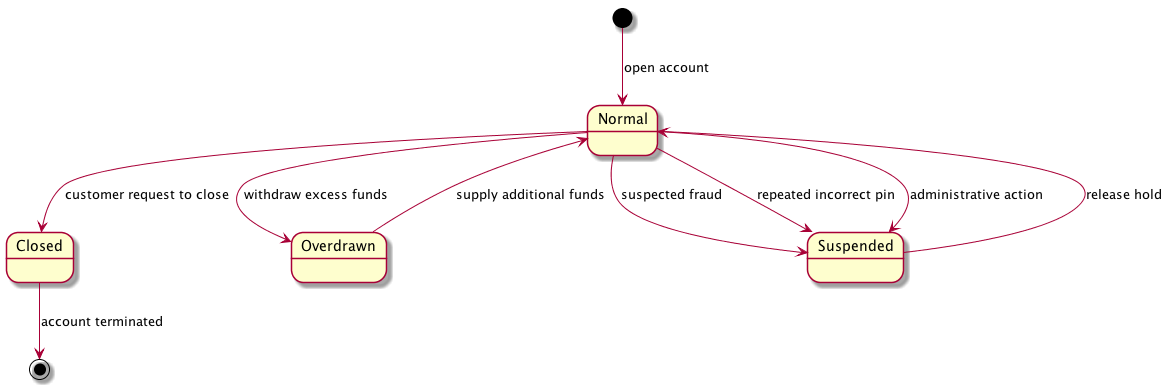 open account
Normal
customer request to close
withdraw excess funds
supply additional funds
suspected fraud
repeated incorrect pin
administrative action
release hold
Closed
Overdrawn
Suspended
account terminated